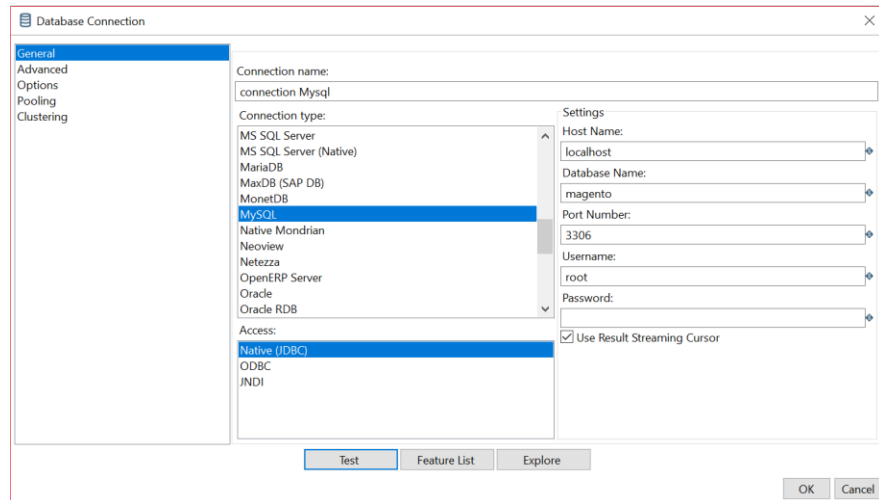 Database Connection
General
Advanced
Options
Pooling
Clustering
Connection name:
connection Mysql
Connection type:
MS SQL Server
MS SQL Server (Native)
MariaDB
MaxDB (SAP DB)
MonetDB
MySQL
Native Mondrian
Neoview
Netezza
OpenERP Server
Oracle
Oracle RDB
Access:
Native (JDBC)
ODBC
JNDI
Settings
Host Name:
localhost
Database Name:
magento
Port Number:
3306
Username:
root
Password:
Use Result Streaming Cursor
Test
Feature List
Explore
OK
Cancel